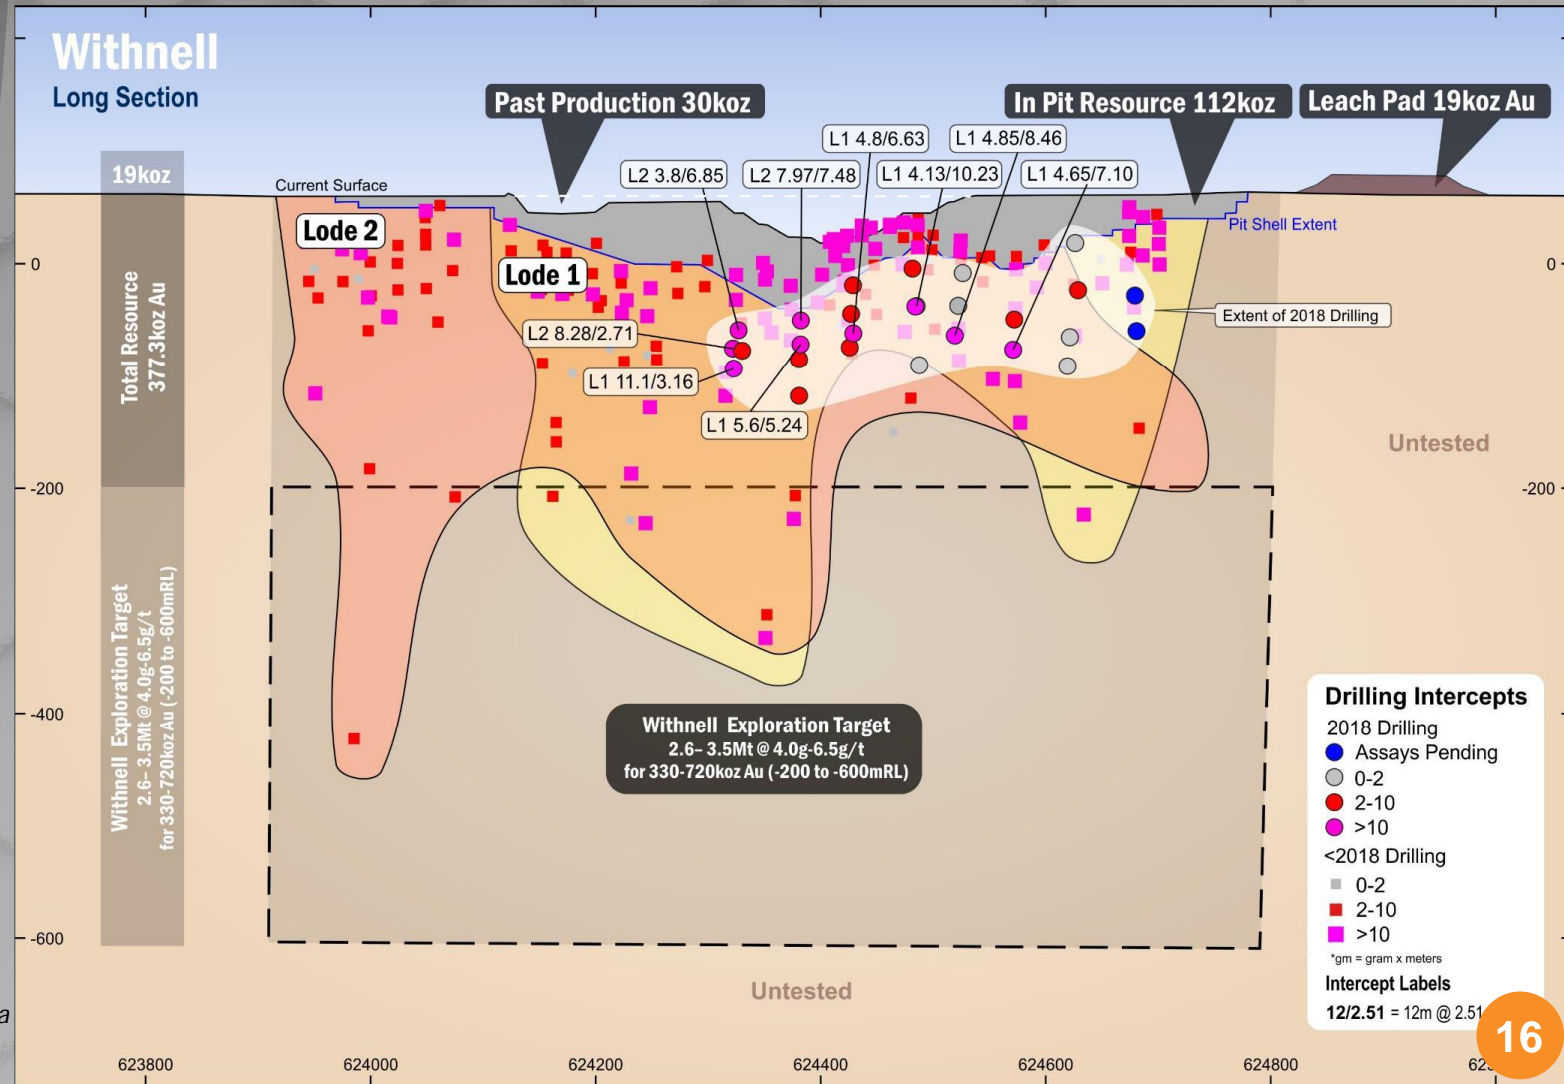 Withnell
Long Section
Past Production 30koz
In Pit Resource 112koz
Leach Pad 19koz Au
L1 4.8/6.63
L1 4.85/8.46
L2 3.8/6.85
L2 7.97/7.48
L1 4.13/10.23
L1 4.65/7.10
19koz
Current Surface
Lode 2
Pit Shell Extent
0
0
Lode 1
Total Resource
377.3koz Au
Extent of 2018 Drilling
L2 8.28/2.71
L1 11.1/3.16
L1 5.6/5.24
Untested
-200
-200
Withnell Exploration Target
2.6– 3.5Mt @ 4.0g-6.5g/t
for 330-720koz Au (-200 to -600mRL)
-400
Withnell Exploration Target
2.6– 3.5Mt @ 4.0g-6.5g/t
for 330-720koz Au (-200 to -600mRL)
Drilling Intercepts
2018 Drilling
Assays Pending
0-2
2-10
>10
<2018 Drilling
0-2
2-10
>10
*gm = gram x meters
Intercept Labels
12/2.51 = 12m @ 2.51
-600
Untested
a
16
623800
624000
624200
624400
624600
624800